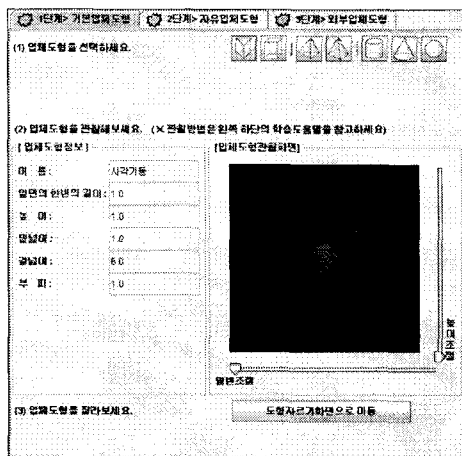 1단계> 기본입체도형 2단계> 자유입체도형 3단계> 외부입체도형
(1) 입체도형을 선택하세요.
(2) 입체도형을 관찰해보세요. (※ 관찰방법은 왼쪽 하단의 학습도움말을 참고하세요)
[입체도형정보] [입체도형관찰화면]
이 름: 사각기둥
밑면의 한변의 길이: 1.0
높 이: 1.0
밑넓이: 1.0
겉넓이: 6.0
부 피: 1.0
높이조절
밑변조절
(3) 입체도형을 잘라보세요. 도형자르기화면으로 이동